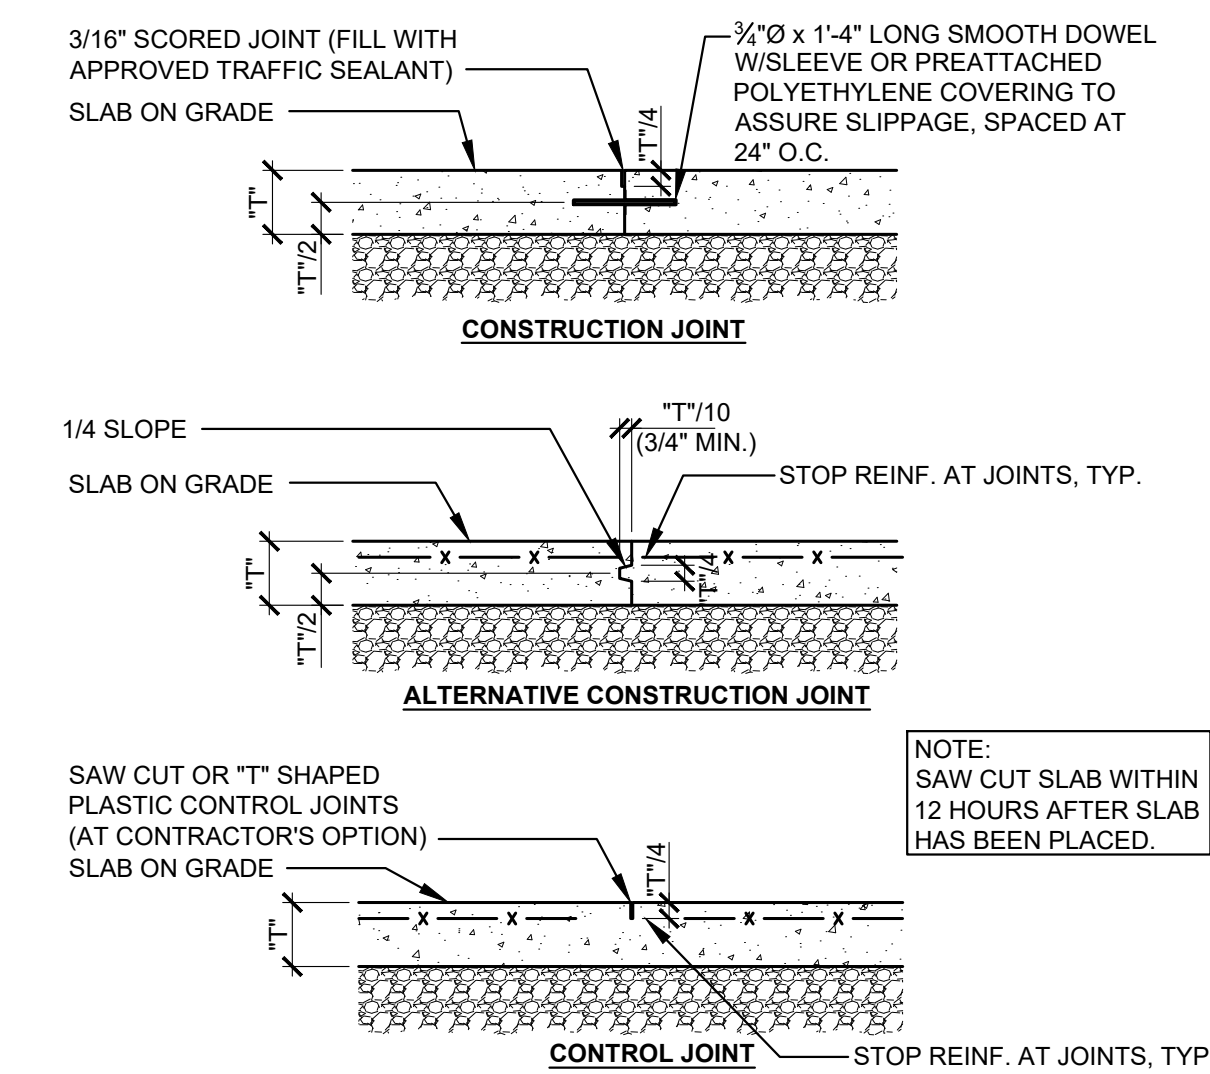 3/16" SCORED JOINT (FILL WITH
APPROVED TRAFFIC SEALANT)
SLAB ON GRADE
¾"Ø x 1'-4" LONG SMOOTH DOWEL
W/SLEEVE OR PREATTACHED
POLYETHYLENE COVERING TO
ASSURE SLIPPAGE, SPACED AT
24" O.C.
"T"/4
"T"
"T"/2
CONSTRUCTION JOINT
1/4 SLOPE
SLAB ON GRADE
"T"/10
(3/4" MIN.)
STOP REINF. AT JOINTS, TYP.
X X X X
"T"
"T"/2
"T"/4
ALTERNATIVE CONSTRUCTION JOINT
NOTE:
SAW CUT SLAB WITHIN
12 HOURS AFTER SLAB
HAS BEEN PLACED.
SAW CUT OR "T" SHAPED
PLASTIC CONTROL JOINTS
(AT CONTRACTOR'S OPTION)
SLAB ON GRADE
"T"/4
X X X X
"T"
CONTROL JOINT
STOP REINF. AT JOINTS, TYP